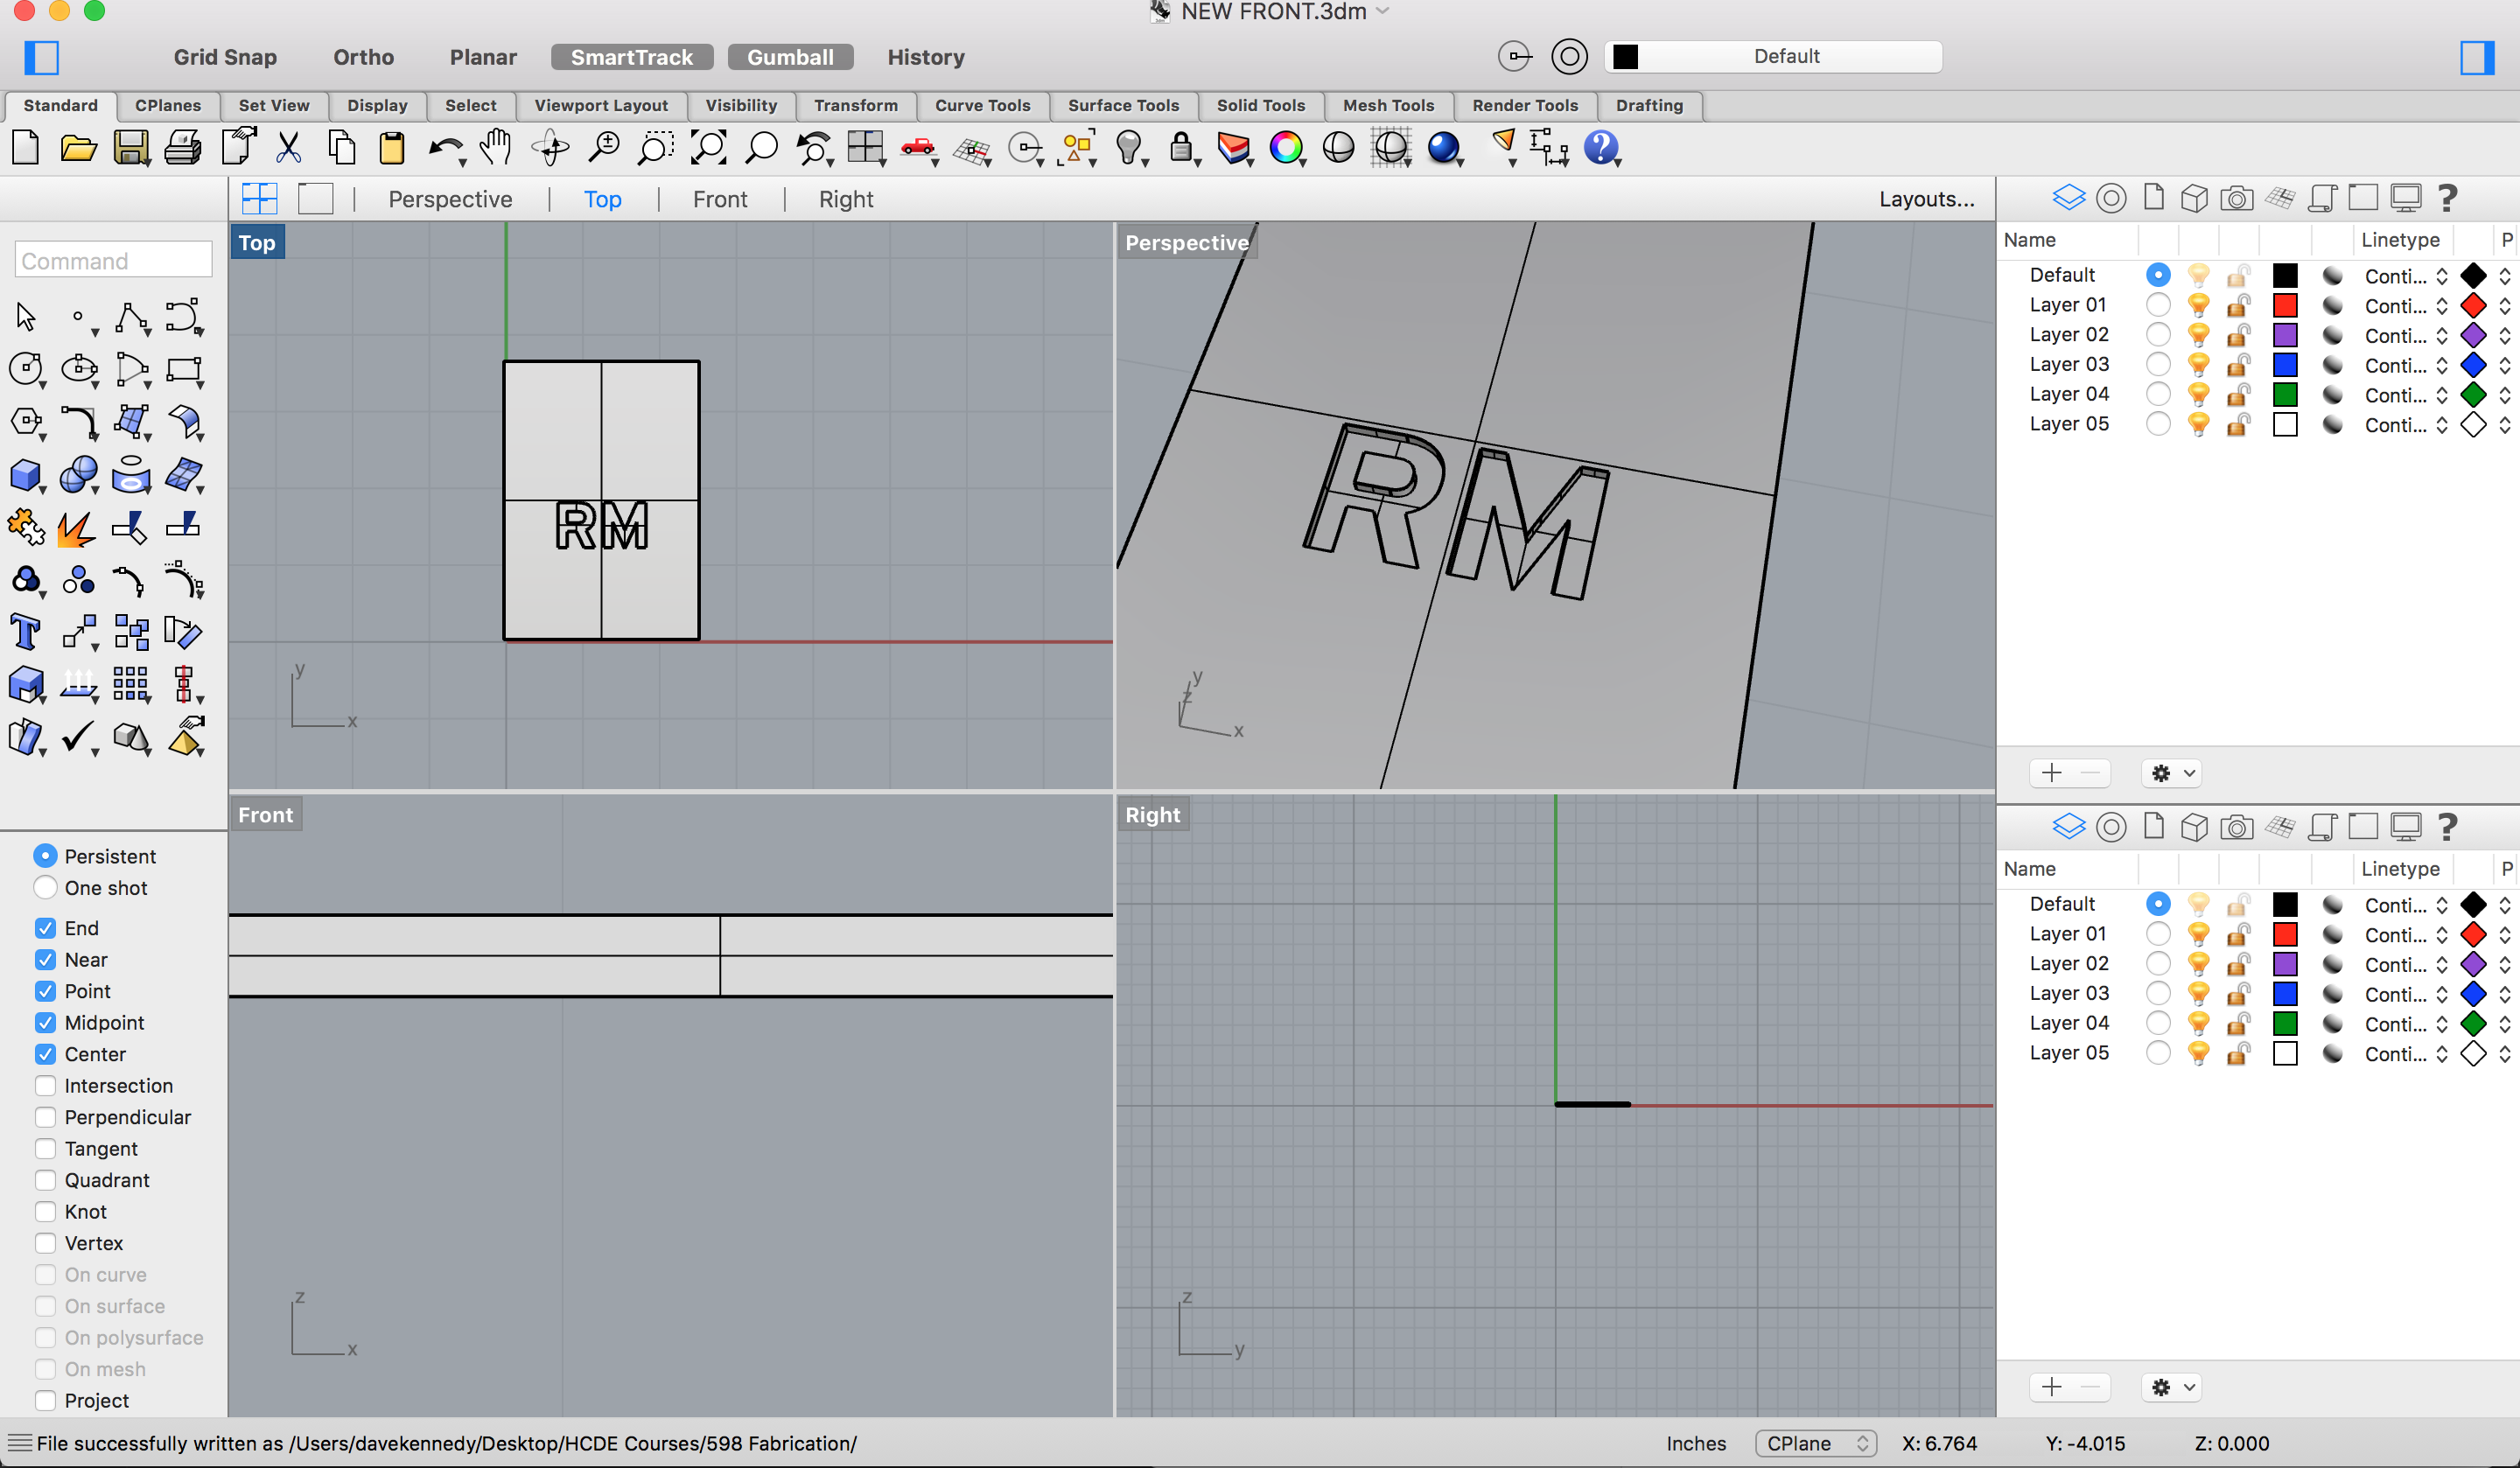 NEW FRONT.3dm
Grid Snap Ortho Planar SmartTrack Gumball History Default
Standard CPlanes Set View Display Select Viewport Layout Visibility Transform Curve Tools Surface Tools Solid Tools Mesh Tools Render Tools Drafting
Perspective Top Front Right Layouts...
Command
Top
y
x
RM
Perspective
RM
y
z
x
Front
z
x
Right
z
y
Persistent
One shot
End
Near
Point
Midpoint
Center
Intersection
Perpendicular
Tangent
Quadrant
Knot
Vertex
On curve
On surface
On polysurface
On mesh
Project
Name Linetype P
Default Conti...
Layer 01 Conti...
Layer 02 Conti...
Layer 03 Conti...
Layer 04 Conti...
Layer 05 Conti...
Name Linetype P
Default Conti...
Layer 01 Conti...
Layer 02 Conti...
Layer 03 Conti...
Layer 04 Conti...
Layer 05 Conti...
File successfully written as /Users/davekennedy/Desktop/HCDE Courses/598 Fabrication/ Inches CPlane X: 6.764 Y: -4.015 Z: 0.000